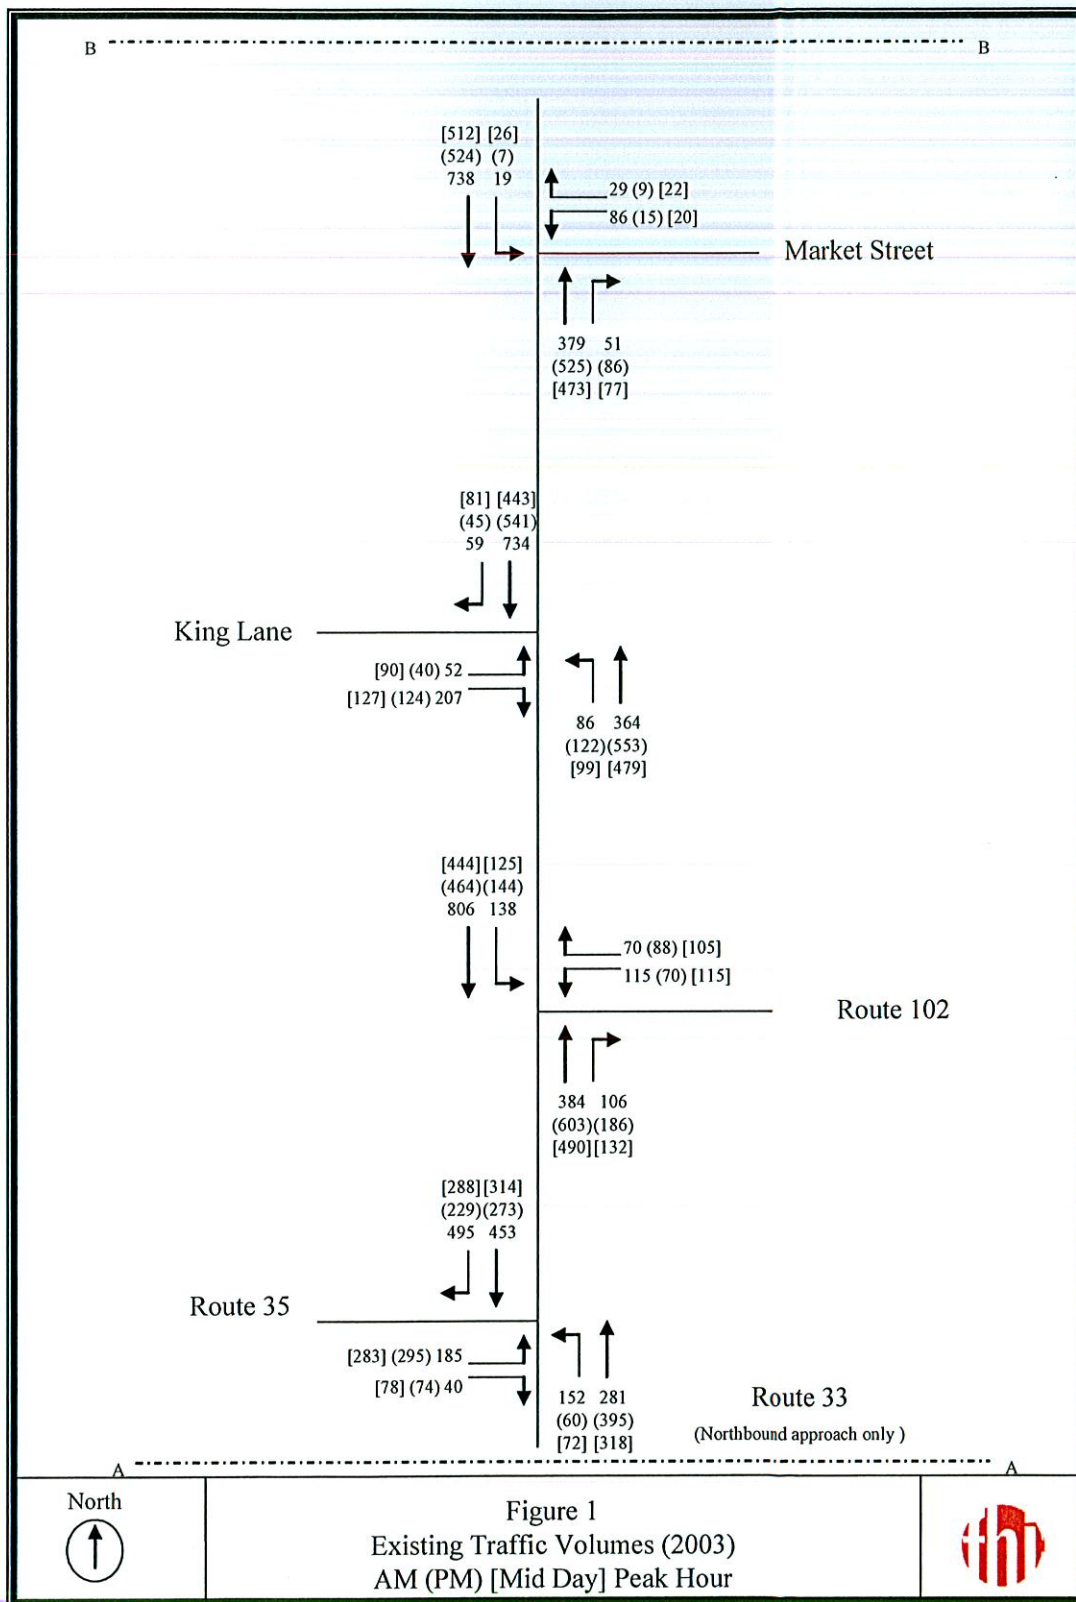 B B
[512] [26]
(524) (7)
738 19
29 (9) [22]
86 (15) [20]
Market Street
379 51
(525) (86)
[473] [77]
[81] [443]
(45) (541)
59 734
King Lane
[90] (40) 52
[127] (124) 207
86 364
(122)(553)
[99] [479]
[444][125]
(464)(144)
806 138
70 (88) [105]
115 (70) [115]
Route 102
384 106
(603)(186)
[490][132]
[288][314]
(229)(273)
495 453
Route 35
[283] (295) 185
[78] (74) 40
152 281
(60) (395)
[72] [318]
Route 33
(Northbound approach only )
A A
North
Figure 1
Existing Traffic Volumes (2003)
AM (PM) [Mid Day] Peak Hour